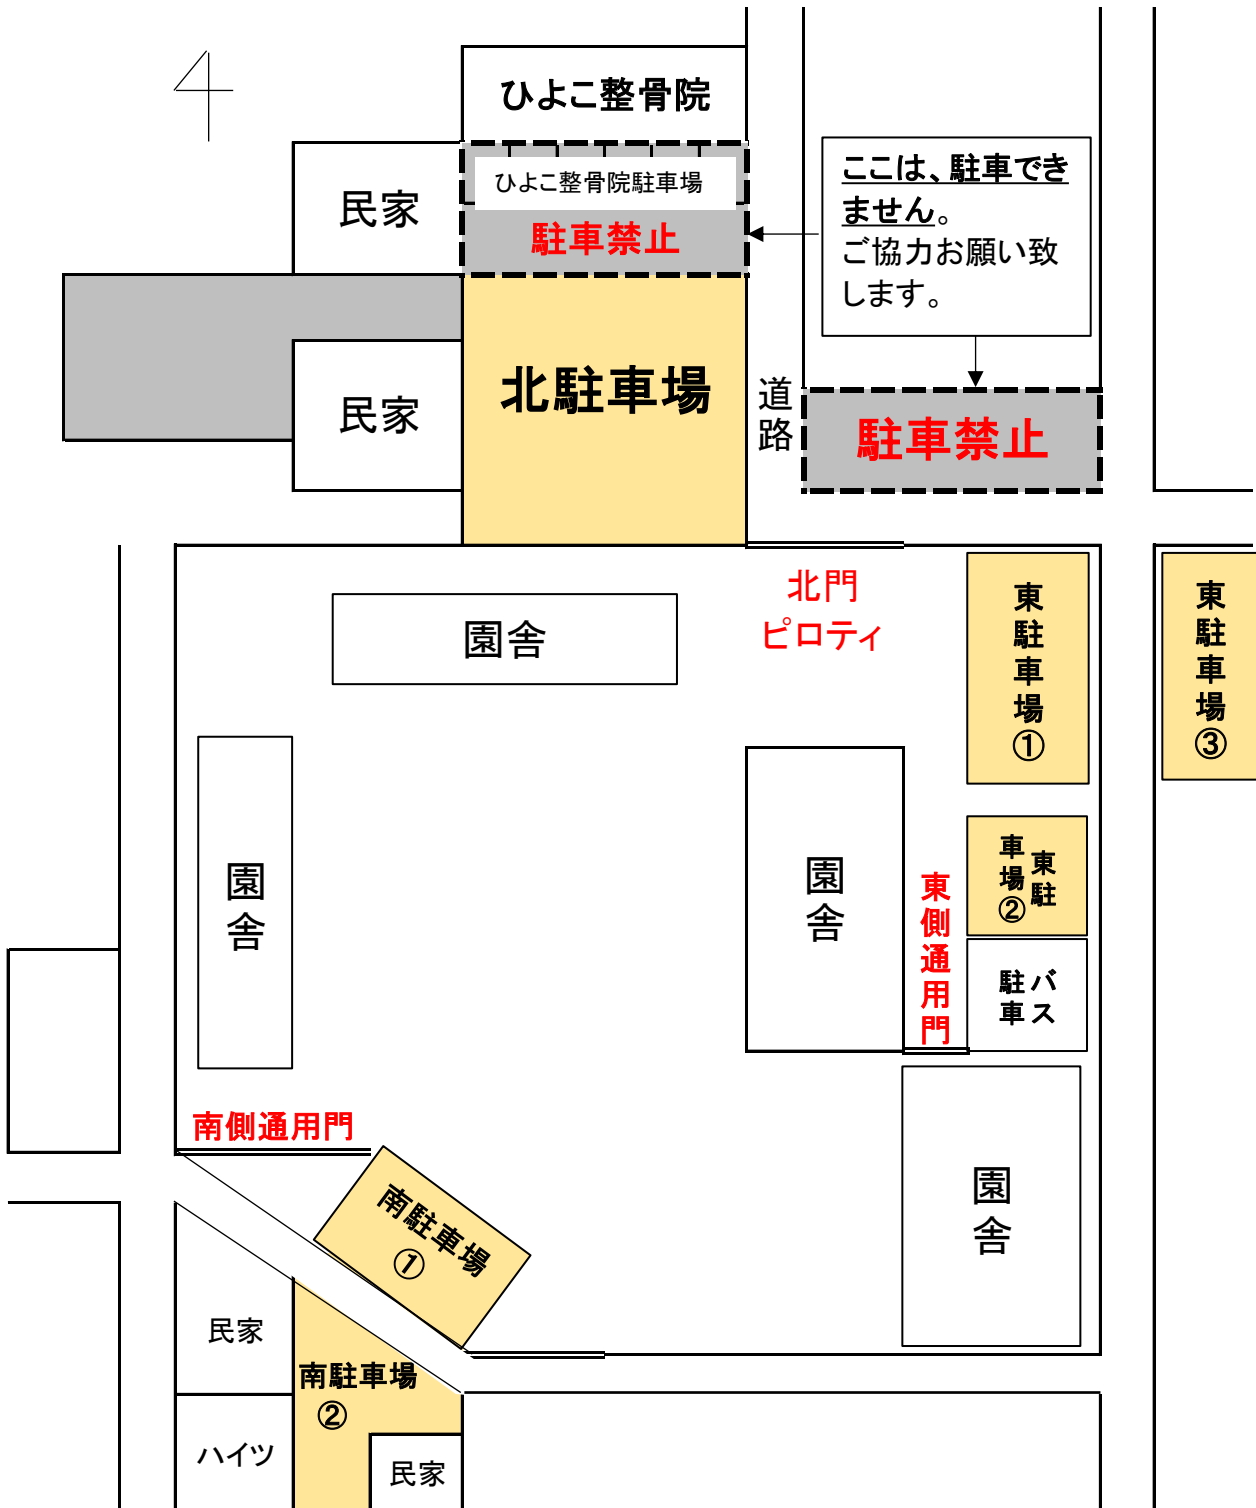 ひよこ整骨院
ひよこ整骨院駐車場
駐車禁止
民家
ここは、駐車でき
ません。
ご協力お願い致
します。
民家
北駐車場
道路
駐車禁止
北門
ピロティ
東駐車場①
東駐車場③
園舎
園舎
園舎
東側通用門
東駐
車場②
バス
駐車
南側通用門
南駐車場
①
園舎
民家
南駐車場
②
ハイツ
民家